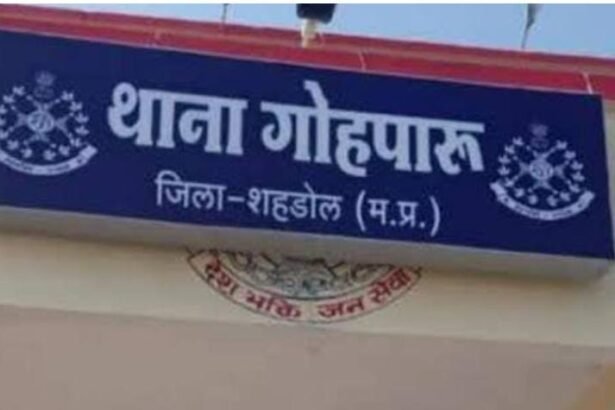 थाना गोहपारू
जिला-शहडोल (म.प्र.)
देश भक्ति जन सेवा